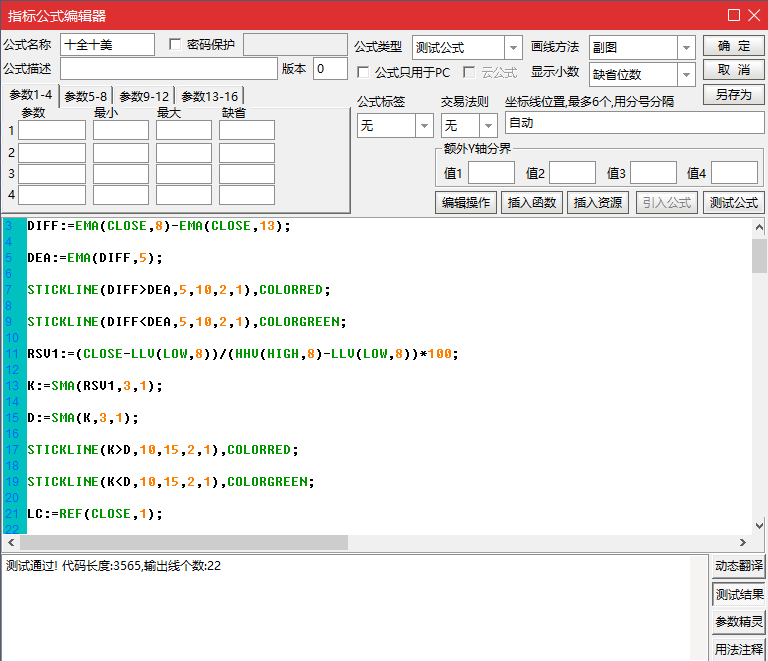 指标公式编辑器
公式名称 十全十美 密码保护 公式类型 测试公式 画线方法 副图 确 定
公式描述 版本 0 公式只用于PC 云公式 显示小数 缺省位数 取 消
另存为
参数1-4 参数5-8 参数9-12 参数13-16 公式标签 交易法则 坐标线位置,最多6个,用分号分隔
无 无 自动
参数 最小 最大 缺省
1
2
3
4
额外Y轴分界
值1 值2 值3 值4
编辑操作 插入函数 插入资源 引入公式 测试公式
3 DIFF:=EMA(CLOSE,8)-EMA(CLOSE,13);
4
5 DEA:=EMA(DIFF,5);
6
7 STICKLINE(DIFF>DEA,5,10,2,1),COLORRED;
8
9 STICKLINE(DIFF<DEA,5,10,2,1),COLORGREEN;
10
11 RSV1:=(CLOSE-LLV(LOW,8))/(HHV(HIGH,8)-LLV(LOW,8))*100;
12
13 K:=SMA(RSV1,3,1);
14
15 D:=SMA(K,3,1);
16
17 STICKLINE(K>D,10,15,2,1),COLORRED;
18
19 STICKLINE(K<D,10,15,2,1),COLORGREEN;
20
21 LC:=REF(CLOSE,1);
22
测试通过! 代码长度:3565,输出线个数:22
动态翻译
测试结果
参数精灵
用法注释